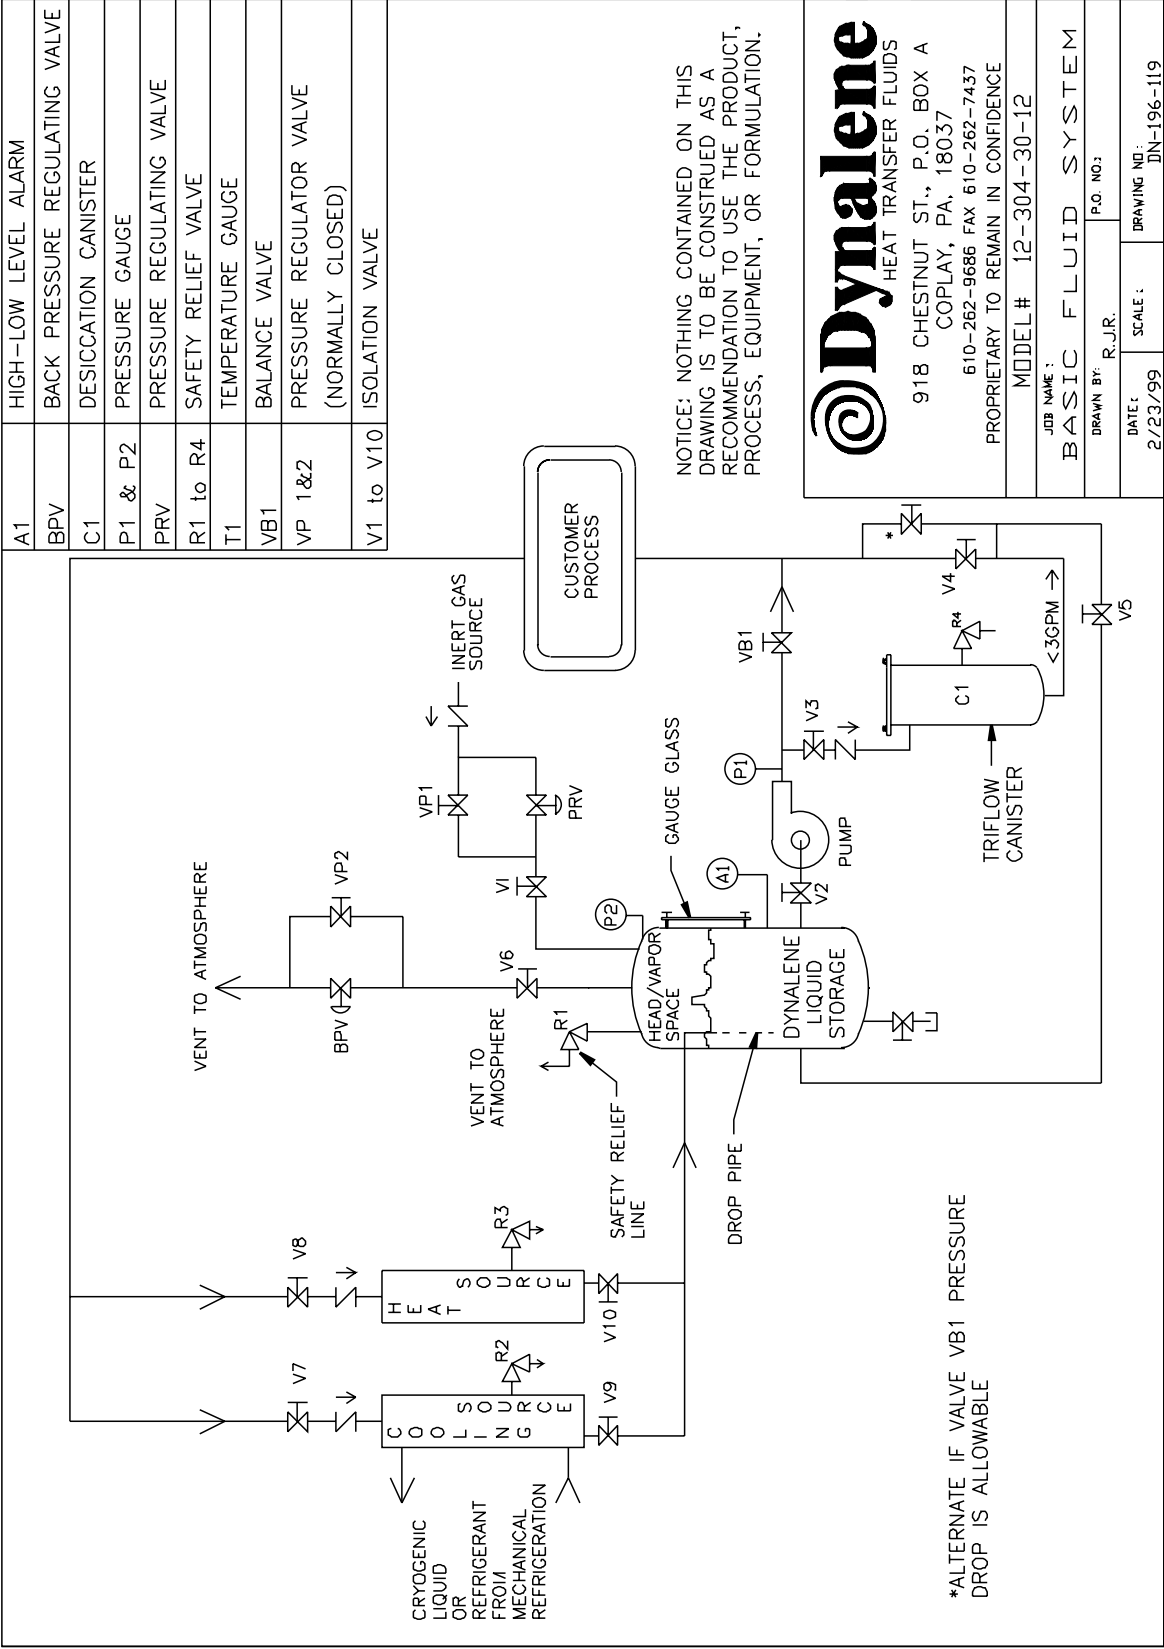 A1 HIGH-LOW LEVEL ALARM
BPV BACK PRESSURE REGULATING VALVE
C1 DESICCATION CANISTER
P1 & P2 PRESSURE GAUGE
PRV PRESSURE REGULATING VALVE
R1 to R4 SAFETY RELIEF VALVE
T1 TEMPERATURE GAUGE
VB1 BALANCE VALVE
VP 1&2 PRESSURE REGULATOR VALVE
(NORMALLY CLOSED)
V1 to V10 ISOLATION VALVE
VENT TO ATMOSPHERE
BPV
VP2
V6
VENT TO
ATMOSPHERE
R1
SAFETY RELIEF
LINE
INERT GAS
SOURCE
VP1
PRV
VI
P2
GAUGE GLASS
A1
HEAD/VAPOR
SPACE
DYNALENE
LIQUID
STORAGE
DROP PIPE
V2
PUMP
P1
VB1
V3
TRIFLOW
CANISTER
C1
R4
<3GPM
V4
*
V5
CUSTOMER
PROCESS
V7
V8
COOLING
SOURCE
HEAT
SOURCE
R2
R3
V9
V10
CRYOGENIC
LIQUID
OR
REFRIGERANT
FROM
MECHANICAL
REFRIGERATION
*ALTERNATE IF VALVE VB1 PRESSURE
DROP IS ALLOWABLE
NOTICE: NOTHING CONTAINED ON THIS
DRAWING IS TO BE CONSTRUED AS A
RECOMMENDATION TO USE THE PRODUCT,
PROCESS, EQUIPMENT, OR FORMULATION.
Dynalene
HEAT TRANSFER FLUIDS
918 CHESTNUT ST., P.O. BOX A
COPLAY, PA, 18037
610-262-9686 FAX 610-262-7437
PROPRIETARY TO REMAIN IN CONFIDENCE
MODEL# 12-304-30-12
JOB NAME:
BASIC FLUID SYSTEM
DRAWN BY: R.J.R. P.O. NO.:
DATE: 2/23/99 SCALE: DRAWING NO: DN-196-119